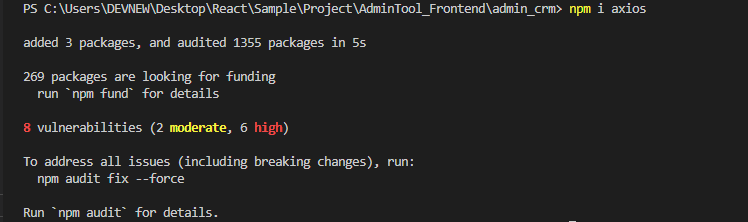 PS C:\Users\DEVNEW\Desktop\React\Sample\Project\AdminTool_Frontend\admin_crm> npm i axios
added 3 packages, and audited 1355 packages in 5s
269 packages are looking for funding
  run `npm fund` for details
8 vulnerabilities (2 moderate, 6 high)
To address all issues (including breaking changes), run:
  npm audit fix --force
Run `npm audit` for details.